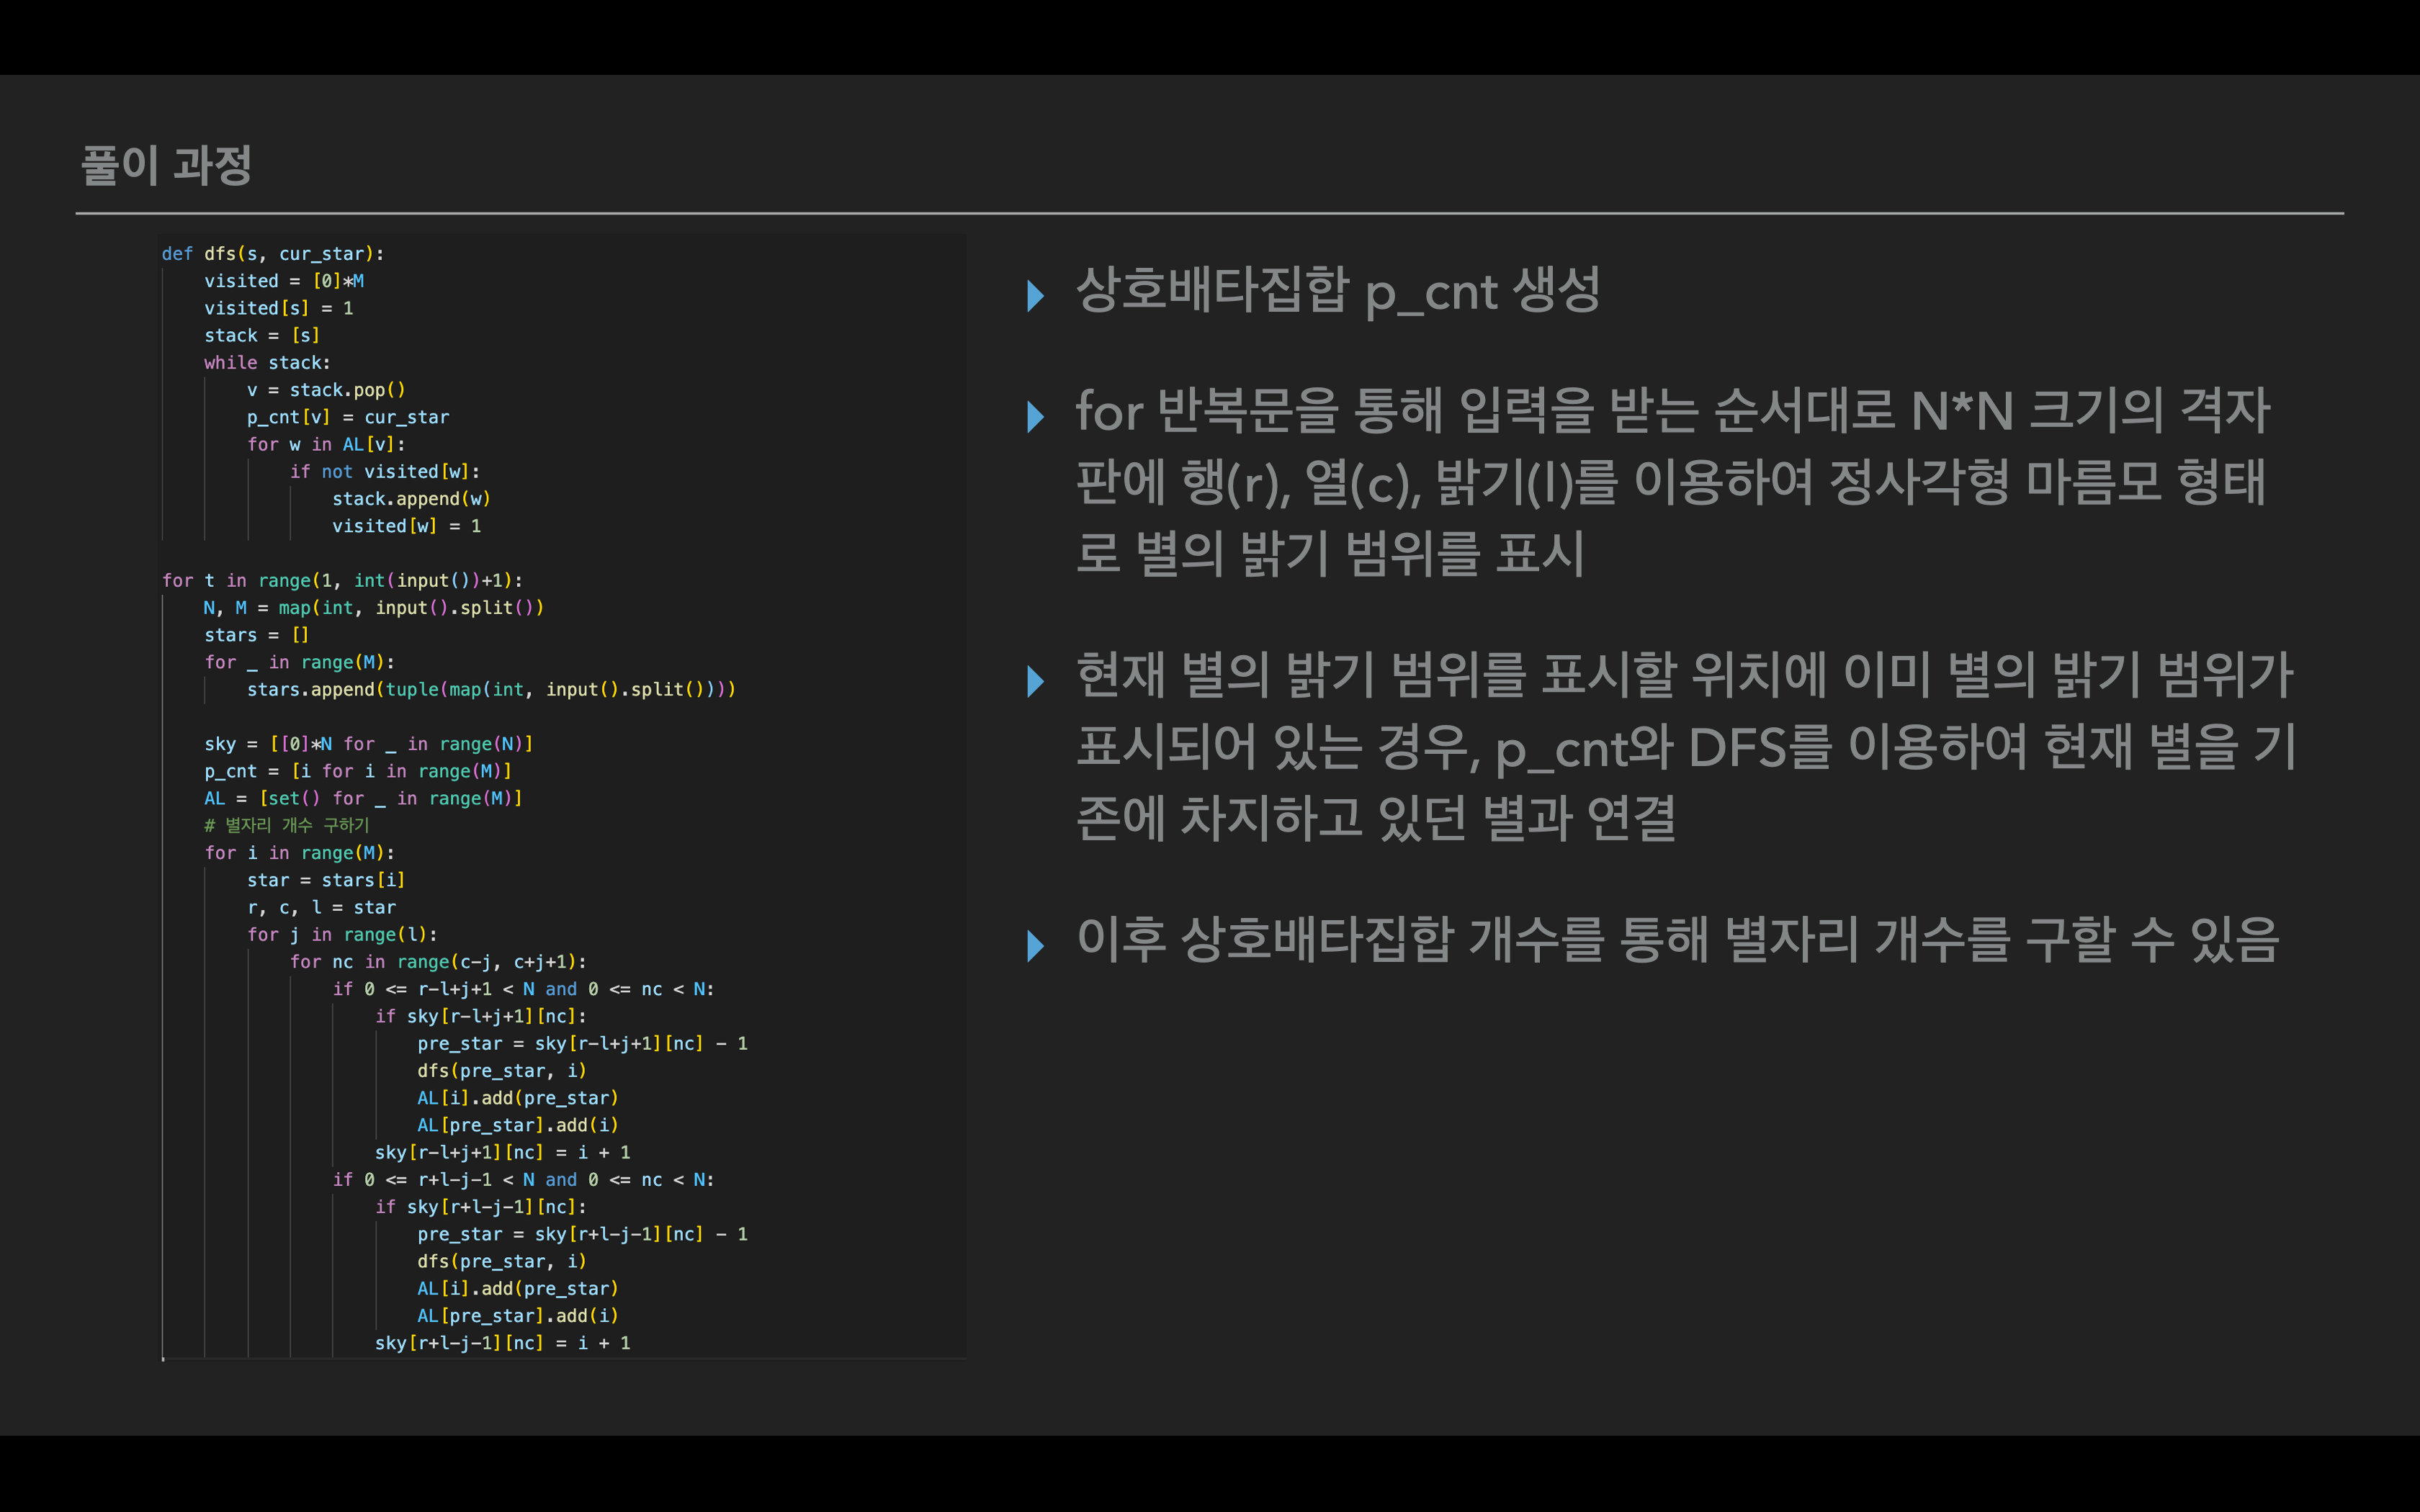 풀이 과정
def dfs(s, cur_star):
    visited = [0]*M
    visited[s] = 1
    stack = [s]
    while stack:
        v = stack.pop()
        p_cnt[v] = cur_star
        for w in AL[v]:
            if not visited[w]:
                stack.append(w)
                visited[w] = 1
for t in range(1, int(input())+1):
    N, M = map(int, input().split())
    stars = []
    for _ in range(M):
        stars.append(tuple(map(int, input().split())))
    sky = [[0]*N for _ in range(N)]
    p_cnt = [i for i in range(M)]
    AL = [set() for _ in range(M)]
    # 별자리 개수 구하기
    for i in range(M):
        star = stars[i]
        r, c, l = star
        for j in range(l):
            for nc in range(c-j, c+j+1):
                if 0 <= r-l+j+1 < N and 0 <= nc < N:
                    if sky[r-l+j+1][nc]:
                        pre_star = sky[r-l+j+1][nc] - 1
                        dfs(pre_star, i)
                        AL[i].add(pre_star)
                        AL[pre_star].add(i)
                    sky[r-l+j+1][nc] = i + 1
                if 0 <= r+l-j-1 < N and 0 <= nc < N:
                    if sky[r+l-j-1][nc]:
                        pre_star = sky[r+l-j-1][nc] - 1
                        dfs(pre_star, i)
                        AL[i].add(pre_star)
                        AL[pre_star].add(i)
                    sky[r+l-j-1][nc] = i + 1
상호배타집합 p_cnt 생성
for 반복문을 통해 입력을 받는 순서대로 N*N 크기의 격자
판에 행(r), 열(c), 밝기(l)를 이용하여 정사각형 마름모 형태
로 별의 밝기 범위를 표시
현재 별의 밝기 범위를 표시할 위치에 이미 별의 밝기 범위가
표시되어 있는 경우, p_cnt와 DFS를 이용하여 현재 별을 기
존에 차지하고 있던 별과 연결
이후 상호배타집합 개수를 통해 별자리 개수를 구할 수 있음